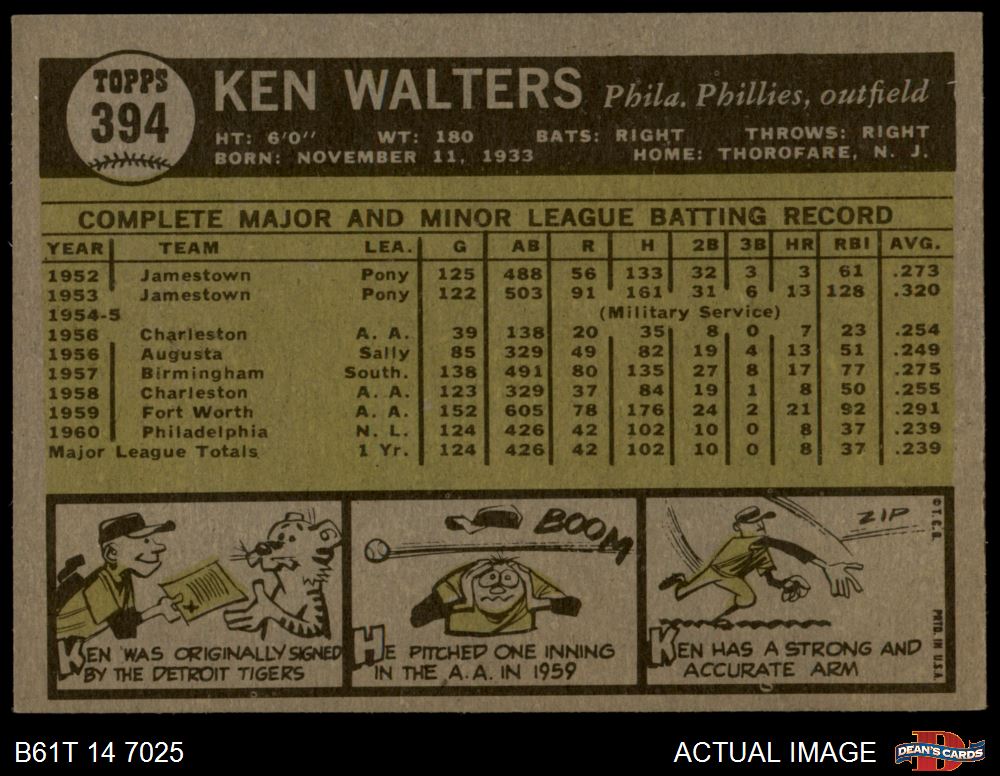 TOPPS
394
KEN WALTERS Phila. Phillies, outfield
HT: 6'0" WT: 180 BATS: RIGHT THROWS: RIGHT
BORN: NOVEMBER 11, 1933 HOME: THOROFARE, N. J.
COMPLETE MAJOR AND MINOR LEAGUE BATTING RECORD
YEAR TEAM LEA. G AB R H 2B 3B HR RBI AVG.
1952 Jamestown Pony 125 488 56 133 32 3 3 61 .273
1953 Jamestown Pony 122 503 91 161 31 6 13 128 .320
1954-5 (Military Service)
1956 Charleston A. A. 39 138 20 35 8 0 7 23 .254
1956 Augusta Sally 85 329 49 82 19 4 13 51 .249
1957 Birmingham South. 138 491 80 135 27 8 17 77 .275
1958 Charleston A. A. 123 329 37 84 19 1 8 50 .255
1959 Fort Worth A. A. 152 605 78 176 24 2 21 92 .291
1960 Philadelphia N. L. 124 426 42 102 10 0 8 37 .239
Major League Totals 1 Yr. 124 426 42 102 10 0 8 37 .239
KEN WAS ORIGINALLY SIGNED
BY THE DETROIT TIGERS
BOOM
HE PITCHED ONE INNING
IN THE A.A. IN 1959
ZIP
KEN HAS A STRONG AND
ACCURATE ARM
© T.C.G.
PRTD. IN U.S.A.
B61T 14 7025
ACTUAL IMAGE
DEAN'S CARDS